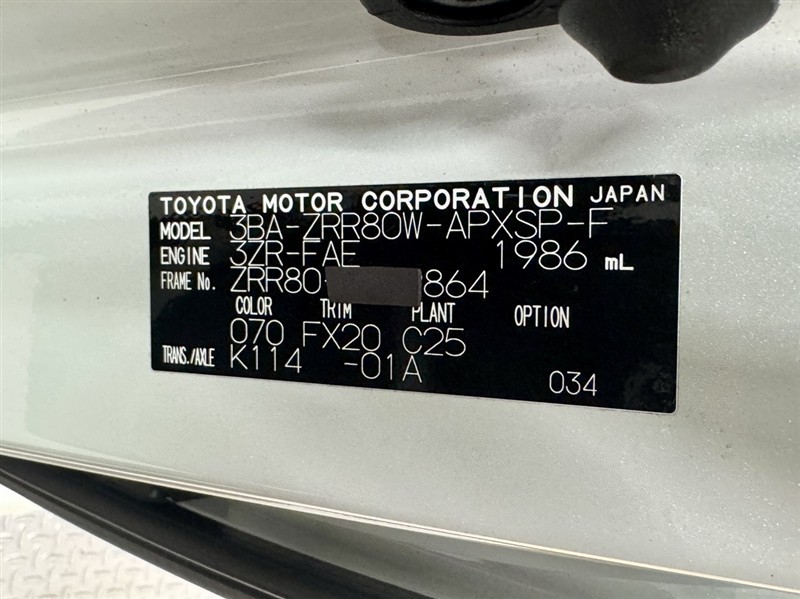 TOYOTA MOTOR CORPORATION JAPAN
MODEL 3BA-ZRR80W-APXSP-F
ENGINE 3ZR-FAE 1986 mL
FRAME No. ZRR80- 864
COLOR TRIM PLANT OPTION
070 FX20 C25
TRANS./AXLE K114 -01A 034